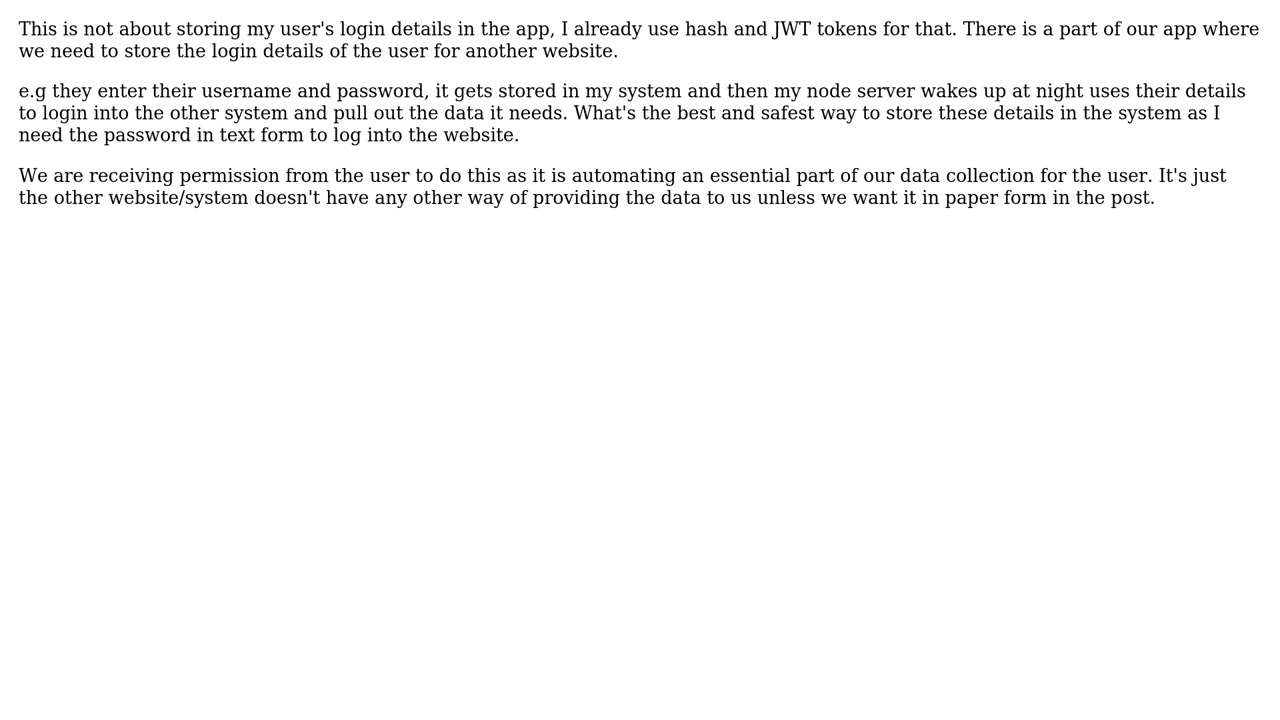 This is not about storing my user's login details in the app, I already use hash and JWT tokens for that. There is a part of our app where
we need to store the login details of the user for another website.
e.g they enter their username and password, it gets stored in my system and then my node server wakes up at night uses their details
to login into the other system and pull out the data it needs. What's the best and safest way to store these details in the system as I
need the password in text form to log into the website.
We are receiving permission from the user to do this as it is automating an essential part of our data collection for the user. It's just
the other website/system doesn't have any other way of providing the data to us unless we want it in paper form in the post.